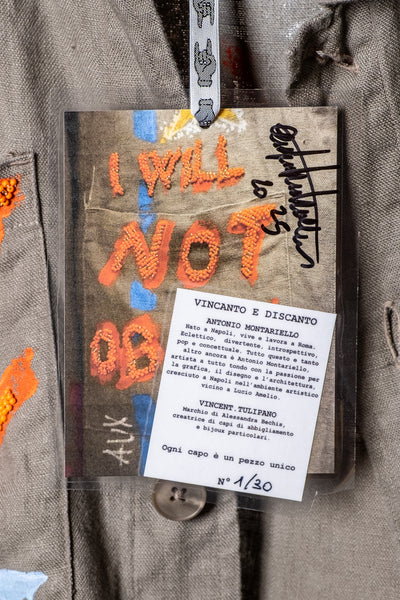 I WILL
NOT
OB
AUX
VINCANTO E DISCANTO
ANTONIO MONTARIELLO
Nato a Napoli, vive e lavora a Roma.
Eclettico, divertente, introspettivo,
pop e concettuale. Tutto questo e tanto
altro ancora è Antonio Montariello,
artista a tutto tondo con la passione per
la grafica, il disegno e l'architettura.
cresciuto a Napoli nell'ambiente artistico
vicino a Lucio Amelio.
VINCENT.TULIPANO
Marchio di Alessandra Bechis,
creatrice di capi di abbigliamento
e bijoux particolari.
Ogni capo è un pezzo unico
N° 1/30